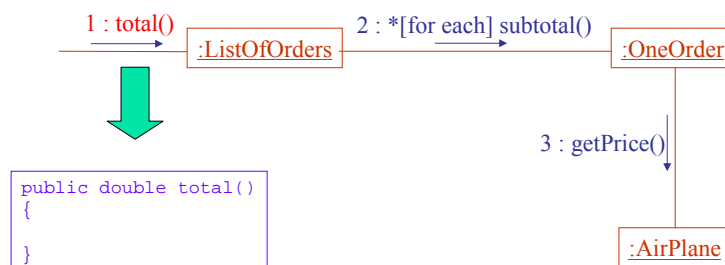 1 : total()
:ListOfOrders
2 : *[for each] subtotal()
:OneOrder
3 : getPrice()
public double total()
{
}
:AirPlane